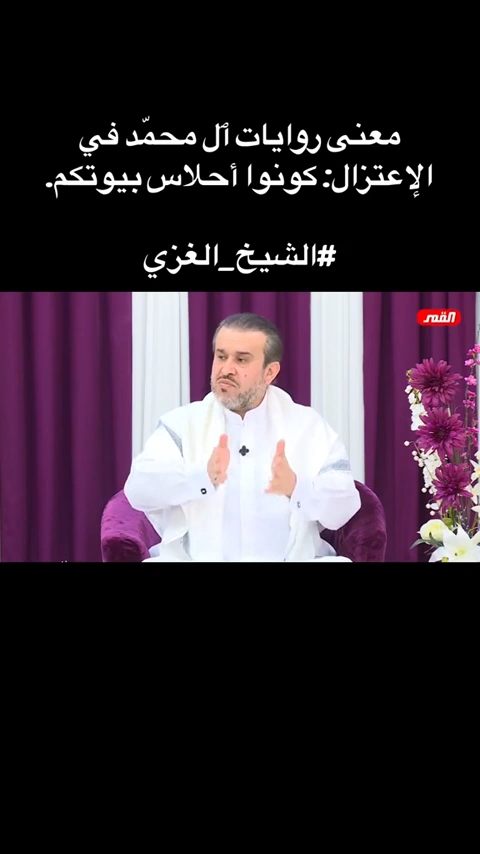 معنى روايات آل محمّد في
الإعتزال: كونوا أحلاس بيوتكم.
#الشيخ_الغزي
القمر